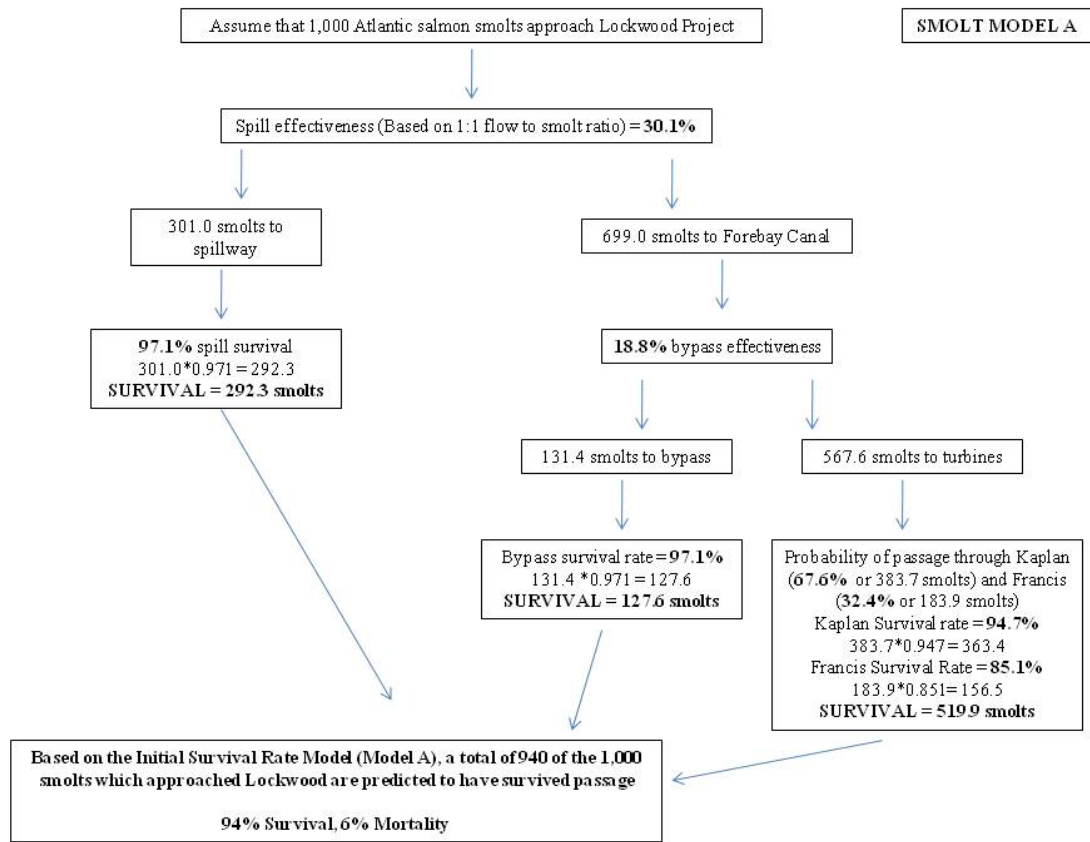 Assume that 1,000 Atlantic salmon smolts approach Lockwood Project
SMOLT MODEL A
Spill effectiveness (Based on 1:1 flow to smolt ratio) = 30.1%
301.0 smolts to
spillway
699.0 smolts to Forebay Canal
97.1% spill survival
301.0*0.971 = 292.3
SURVIVAL = 292.3 smolts
18.8% bypass effectiveness
131.4 smolts to bypass
567.6 smolts to turbines
Bypass survival rate = 97.1%
131.4 *0.971 = 127.6
SURVIVAL = 127.6 smolts
Probability of passage through Kaplan
(67.6% or 383.7 smolts) and Francis
(32.4% or 183.9 smolts)
Kaplan Survival rate = 94.7%
383.7*0.947 = 363.4
Francis Survival Rate = 85.1%
183.9*0.851= 156.5
SURVIVAL = 519.9 smolts
Based on the Initial Survival Rate Model (Model A), a total of 940 of the 1,000
smolts which approached Lockwood are predicted to have survived passage
94% Survival, 6% Mortality